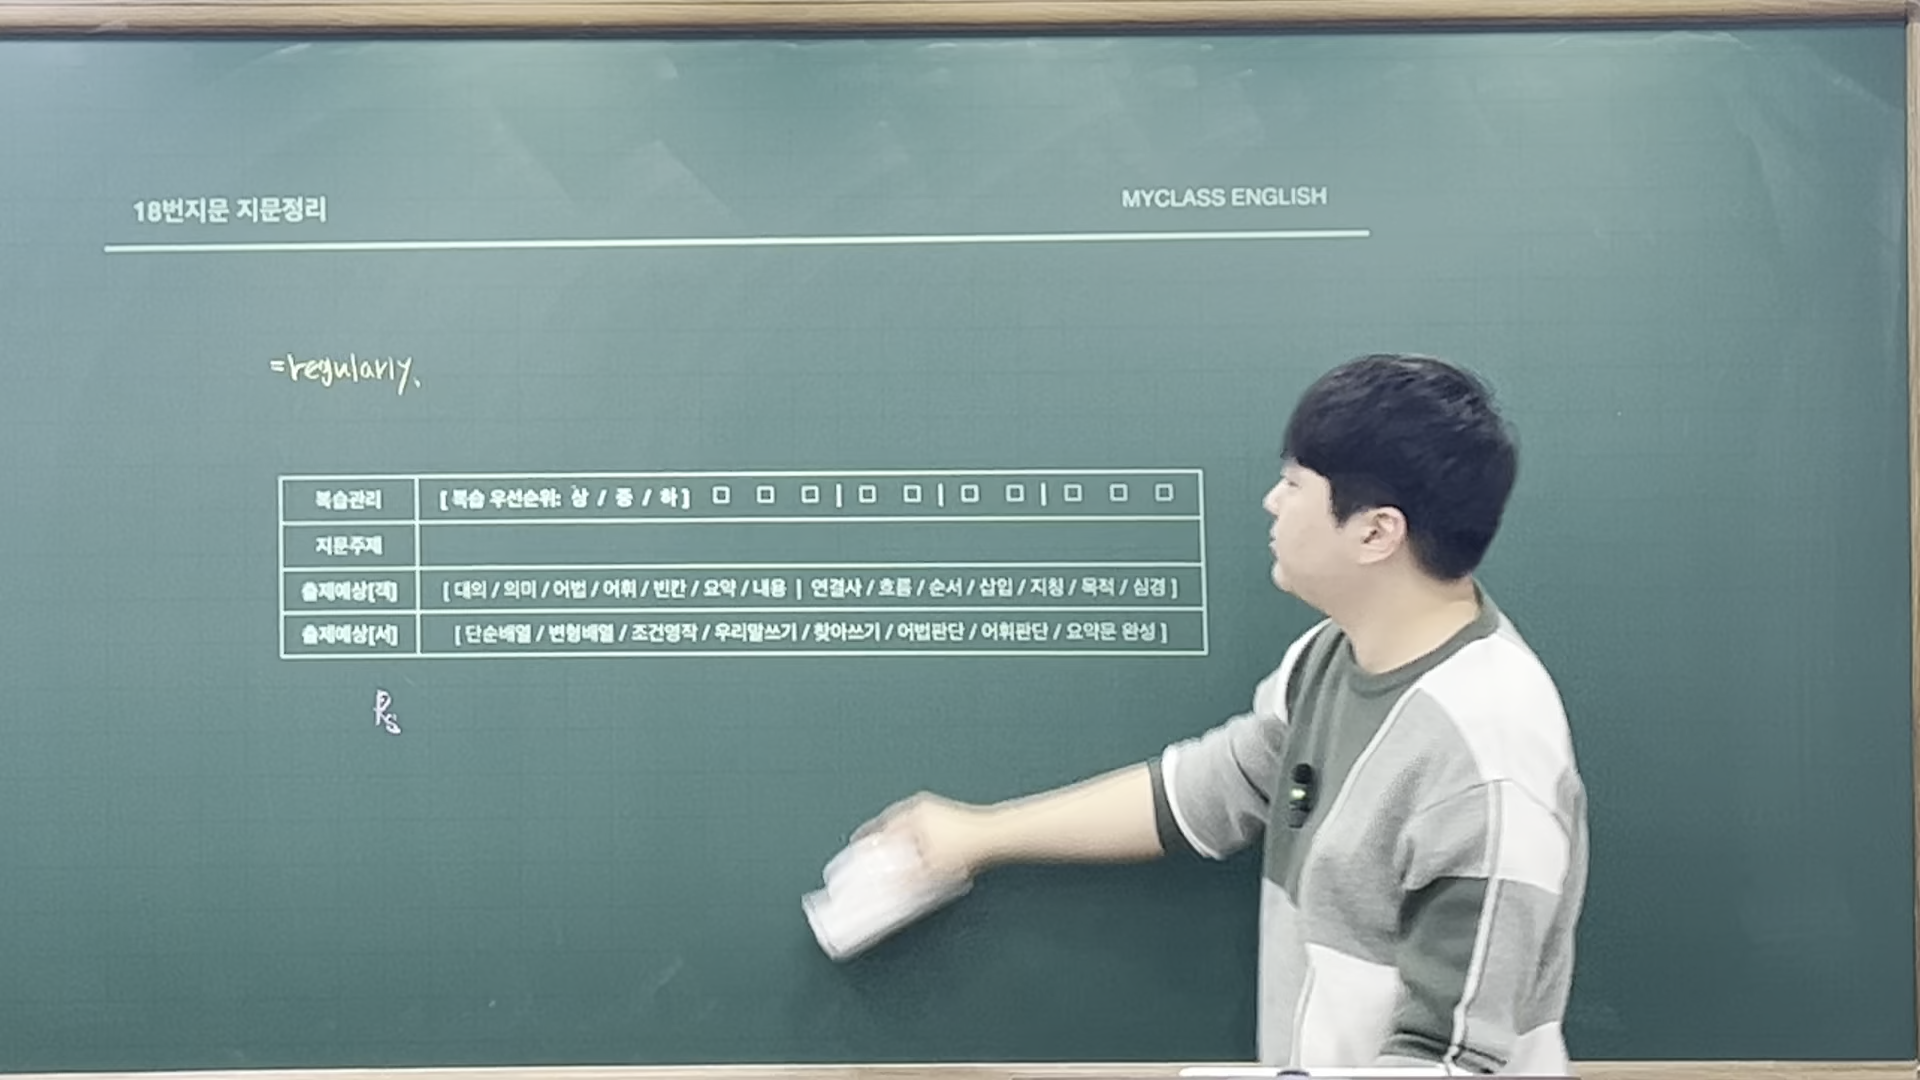 18번지문 지문정리
MYCLASS ENGLISH
=regularly.
복습관리 [ 복습 우선순위: 상 / 중 / 하 ] □ □ □ | □ □ | □ □ | □ □ □
지문주제
출제예상[객] [ 대의 / 의미 / 어법 / 어휘 / 빈칸 / 요약 / 내용 | 연결사 / 흐름 / 순서 / 삽입 / 지칭 / 목적 / 심경 ]
출제예상[서] [ 단순배열 / 변형배열 / 조건영작 / 우리말쓰기 / 찾아쓰기 / 어법판단 / 어휘판단 / 요약문 완성 ]